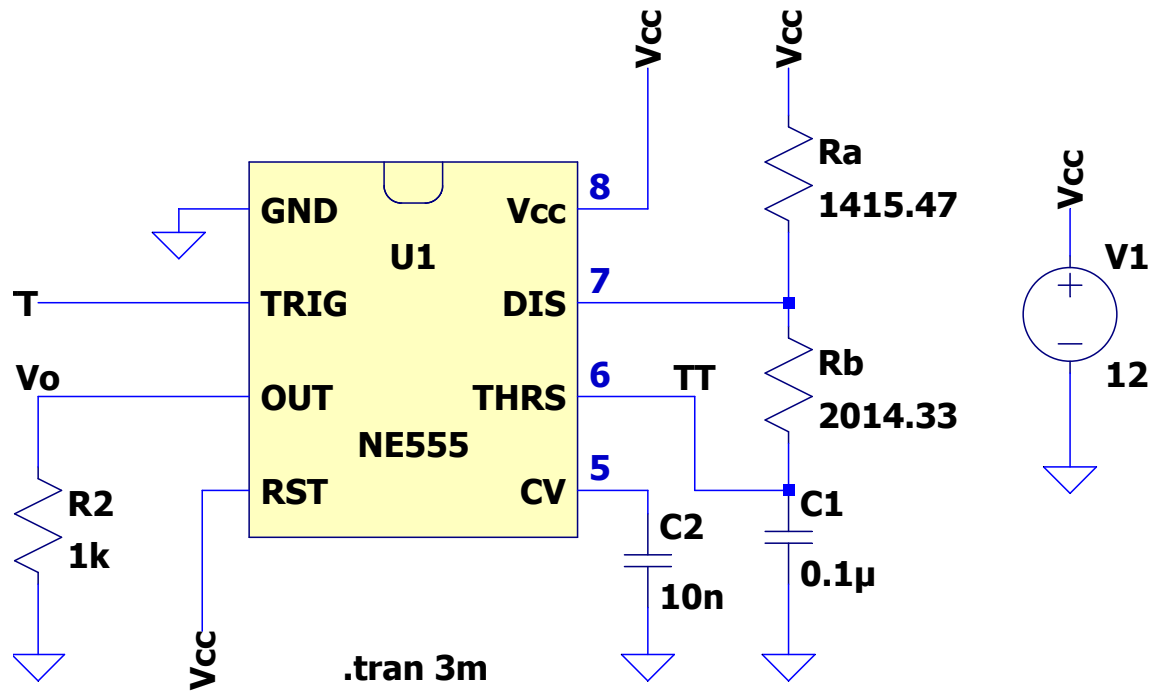 Vcc
Vcc
Ra
1415.47
8
GND
Vcc
U1
Vcc
V1
12
7
T
TRIG
DIS
Rb
2014.33
6
TT
Vo
OUT
THRS
NE555
5
RST
CV
R2
1k
C2
10n
C1
0.1µ
Vcc
.tran 3m